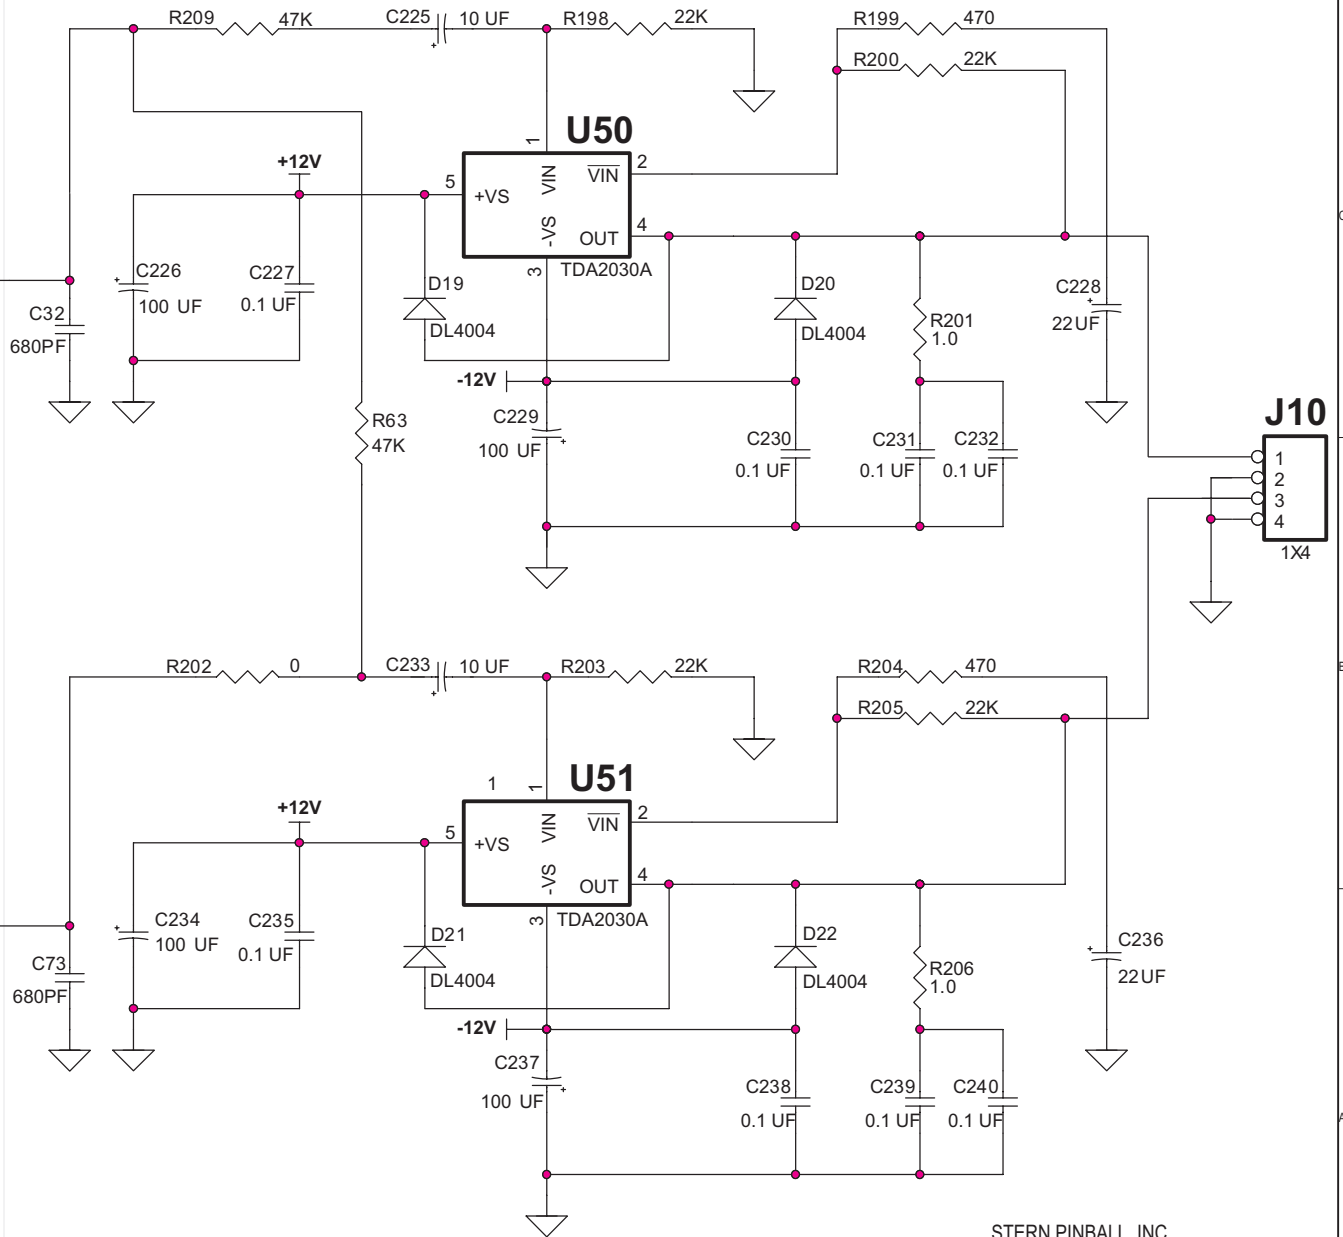 R209 47K C225 10 UF R198 22K R199 470
+
R200 22K
U50
+12V
1
5 +VS VIN VIN 2
-VS OUT 4
3 TDA2030A
+ C226
100 UF
C227
0.1 UF
D19
DL4004
D20
DL4004
R201
1.0
C228
+
22UF
C32
680PF
-12V
C229
100 UF
+
C230
0.1 UF
C231
0.1 UF
C232
0.1 UF
R63
47K
J10
1
2
3
4
1X4
R202 0 C233 10 UF R203 22K R204 470
+
R205 22K
U51
1
+12V
1
5 +VS VIN VIN 2
-VS OUT 4
3 TDA2030A
+ C234
100 UF
C235
0.1 UF
D21
DL4004
D22
DL4004
R206
1.0
+ C236
22UF
C73
680PF
-12V
C237
100 UF
+
C238
0.1 UF
C239
0.1 UF
C240
0.1 UF
STERN PINBALL, INC